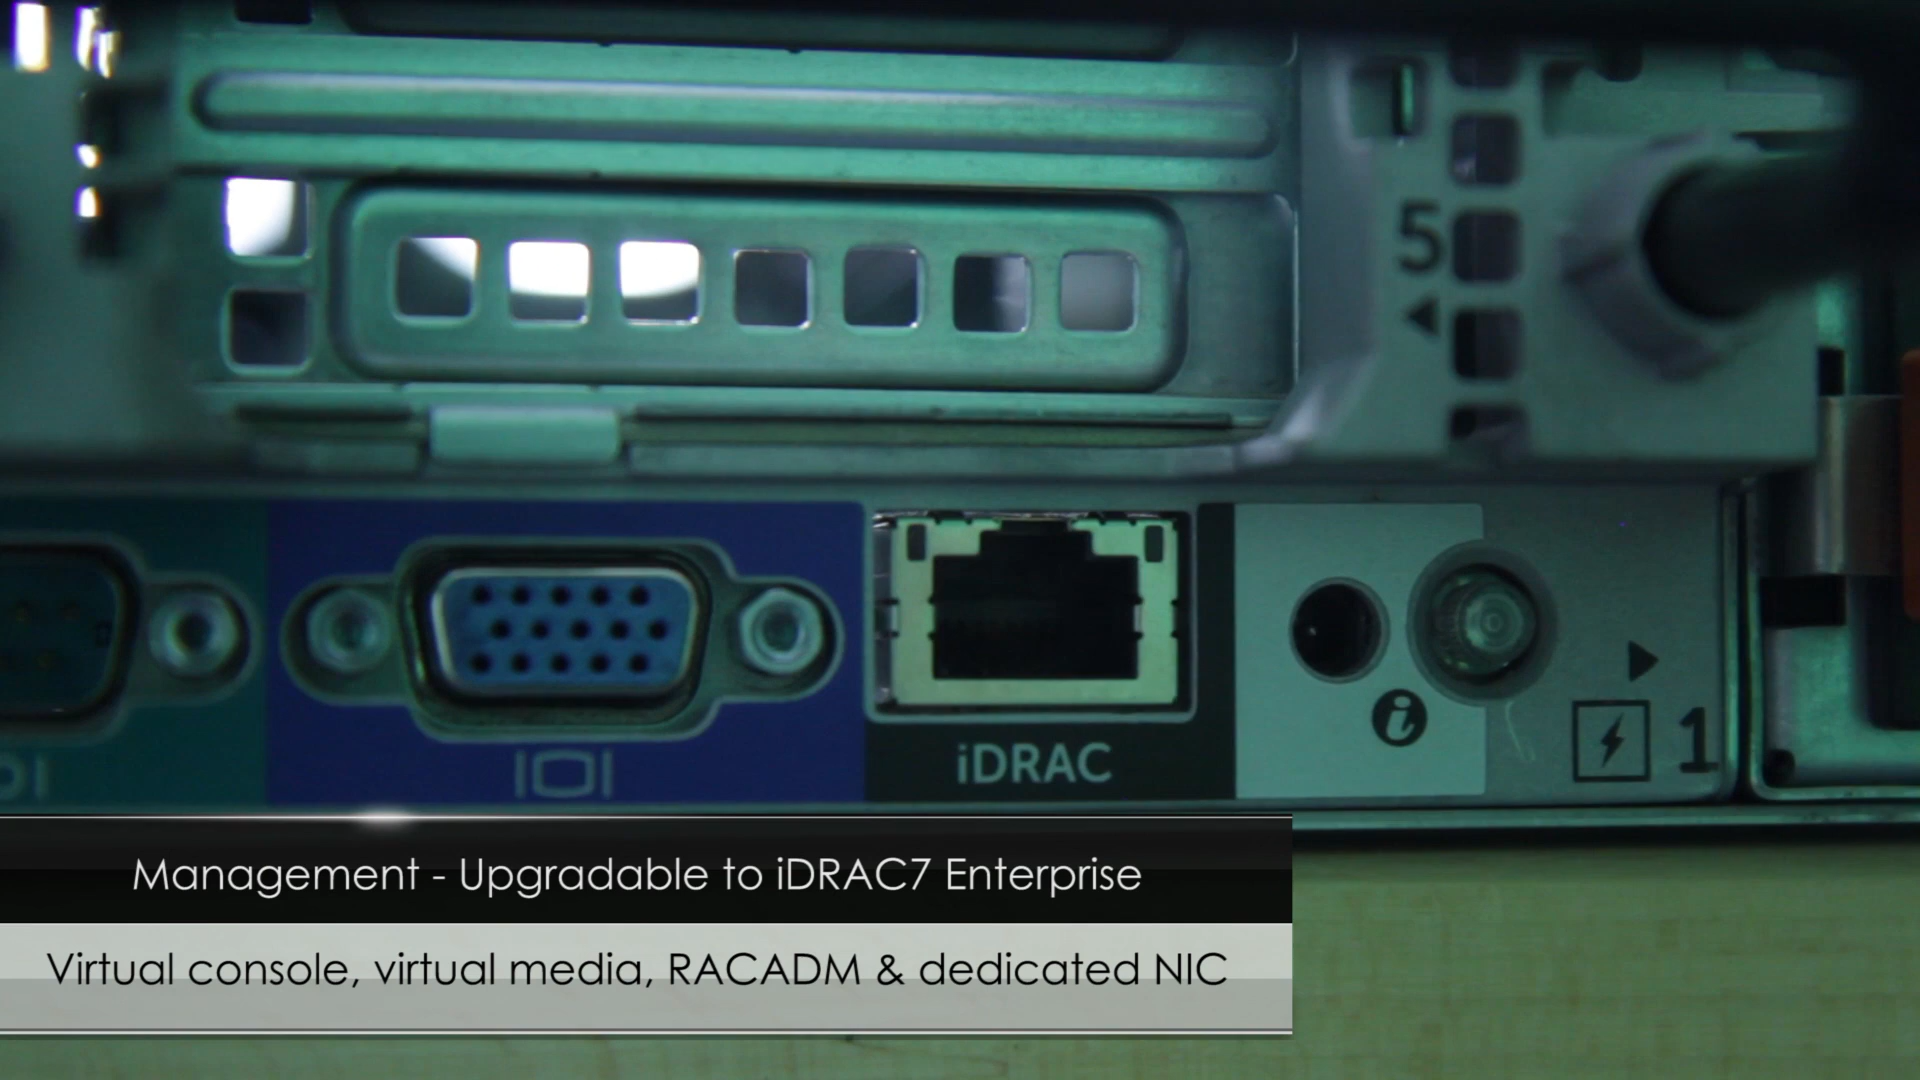 5
iDRAC
1
Management - Upgradable to iDRAC7 Enterprise
Virtual console, virtual media, RACADM & dedicated NIC